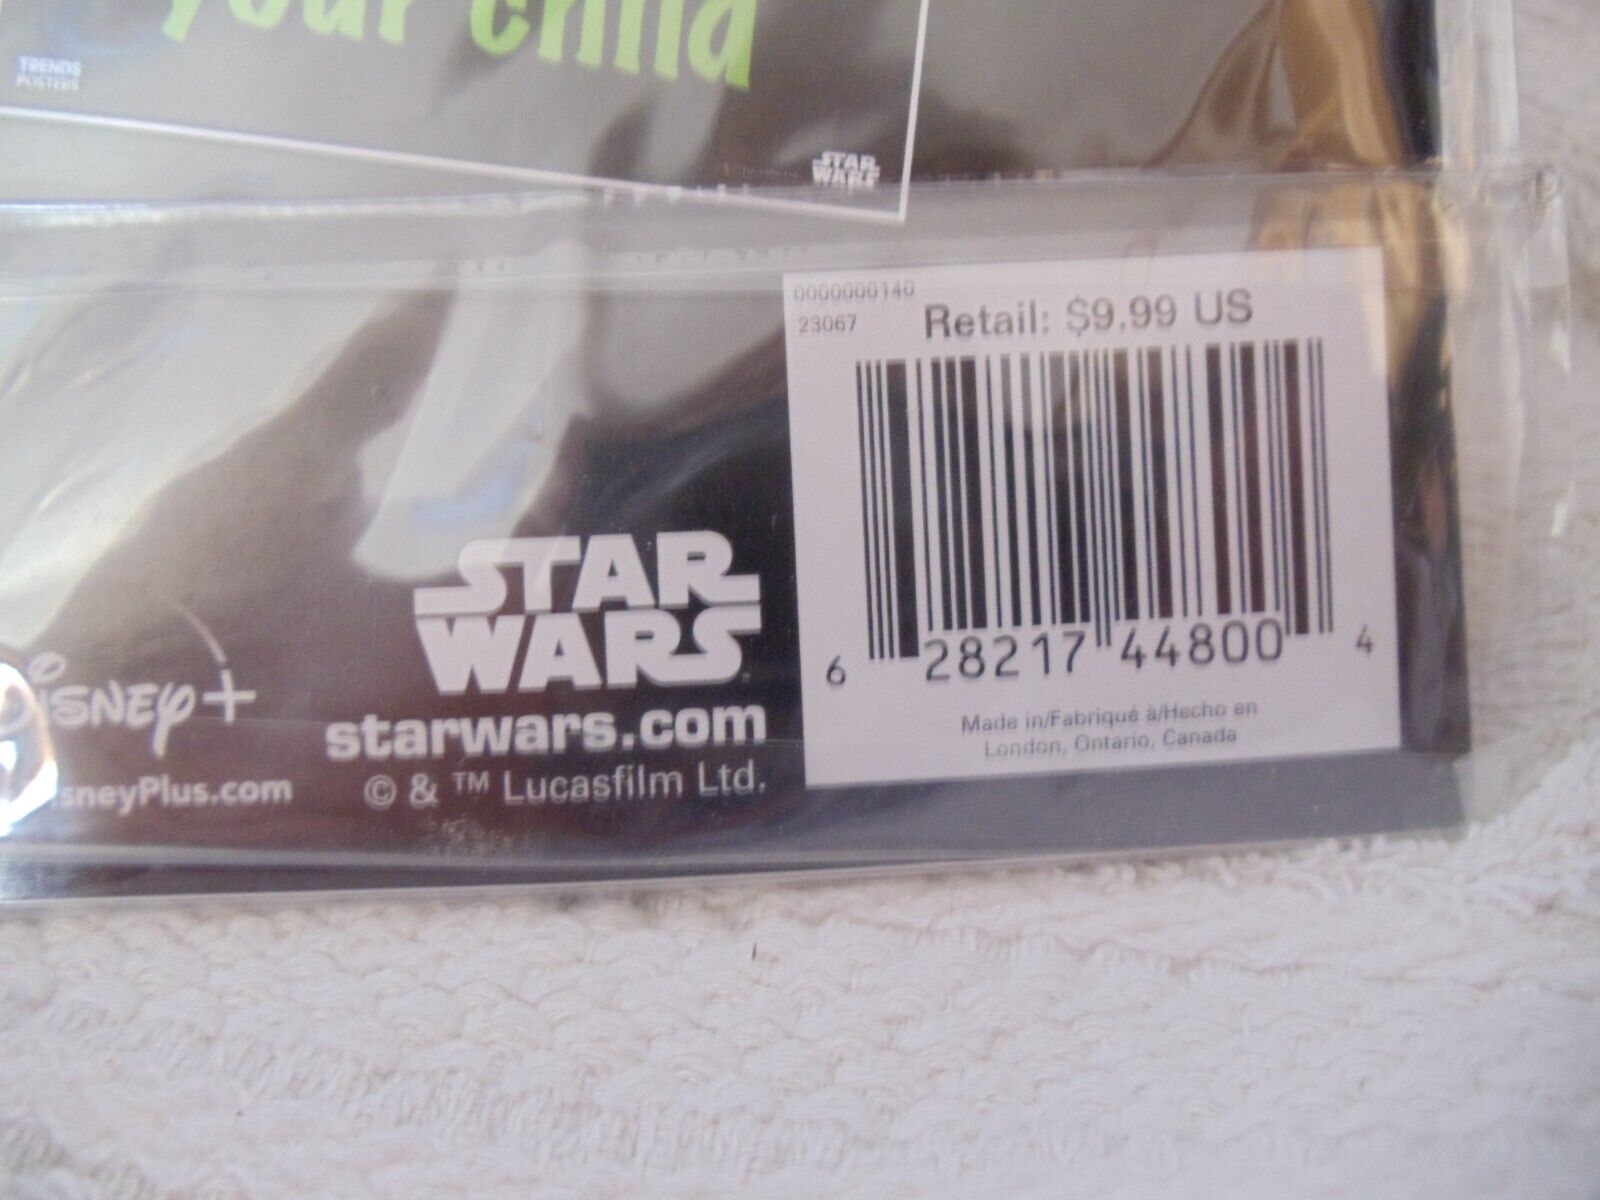 your child
TRENDS
POSTERS
STAR
WARS
0000000140
23067
Retail: $9.99 US
6 28217 44800 4
Made in/Fabriqué à/Hecho en
London, Ontario, Canada
STAR
WARS
starwars.com
© & ™ Lucasfilm Ltd.
Disney+
isneyPlus.com